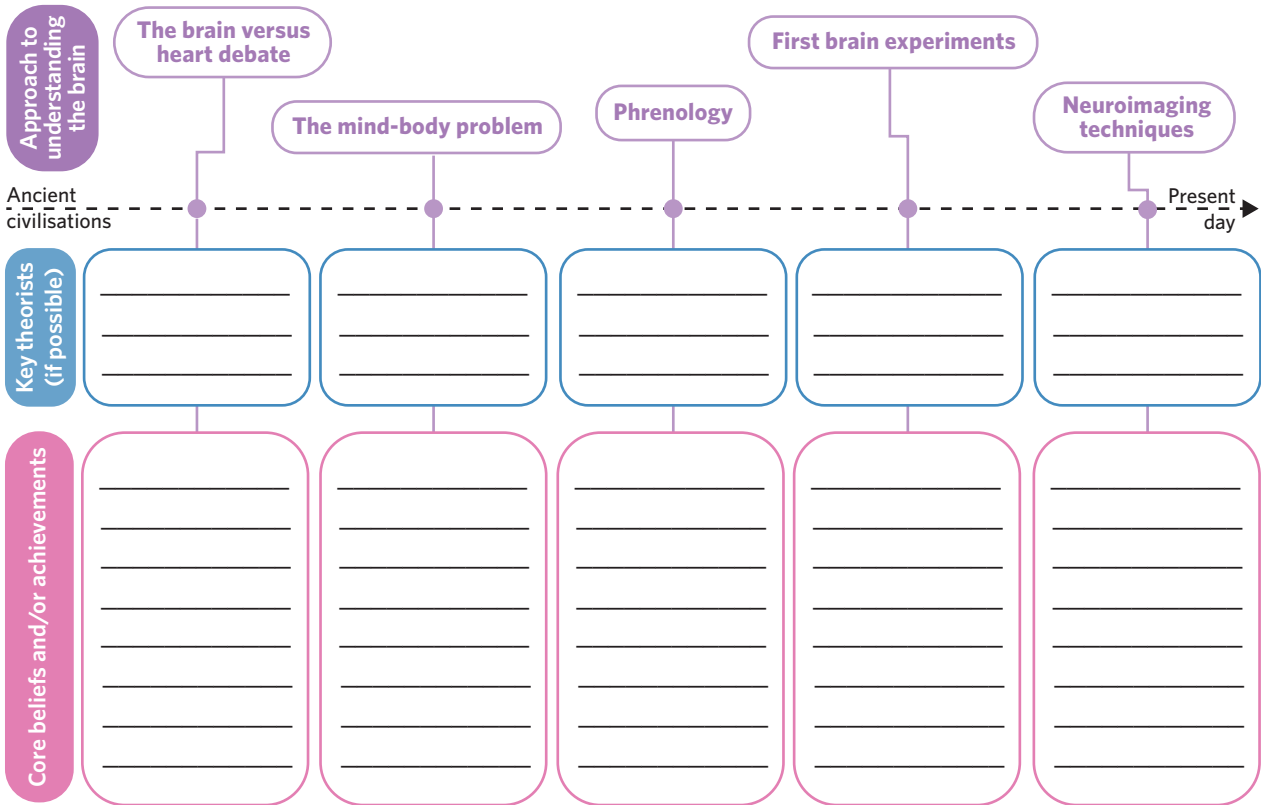 Approach to
understanding
the brain
The brain versus
heart debate
The mind-body problem
Phrenology
First brain experiments
Neuroimaging
techniques
Ancient
civilisations
Present
day
Key theorists
(if possible)
Core beliefs and/or achievements